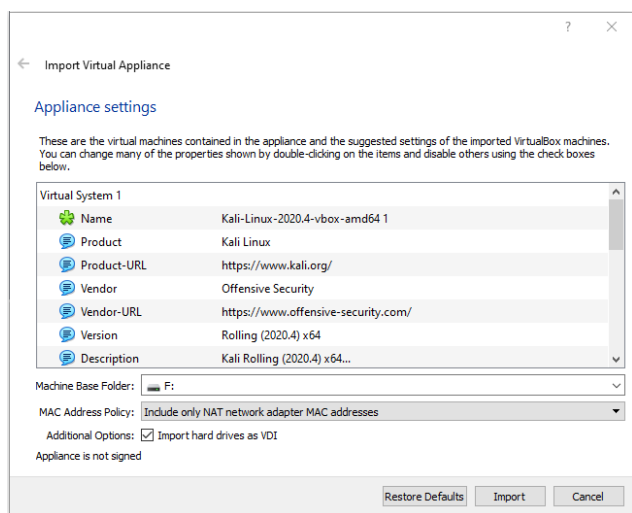 ?
Import Virtual Appliance
Appliance settings
These are the virtual machines contained in the appliance and the suggested settings of the imported VirtualBox machines.
You can change many of the properties shown by double-clicking on the items and disable others using the check boxes
below.
Virtual System 1
Name Kali-Linux-2020.4-vbox-amd64 1
Product Kali Linux
Product-URL https://www.kali.org/
Vendor Offensive Security
Vendor-URL https://www.offensive-security.com/
Version Rolling (2020.4) x64
Description Kali Rolling (2020.4) x64...
Machine Base Folder: F:
MAC Address Policy: Include only NAT network adapter MAC addresses
Additional Options: Import hard drives as VDI
Appliance is not signed
Restore Defaults Import Cancel